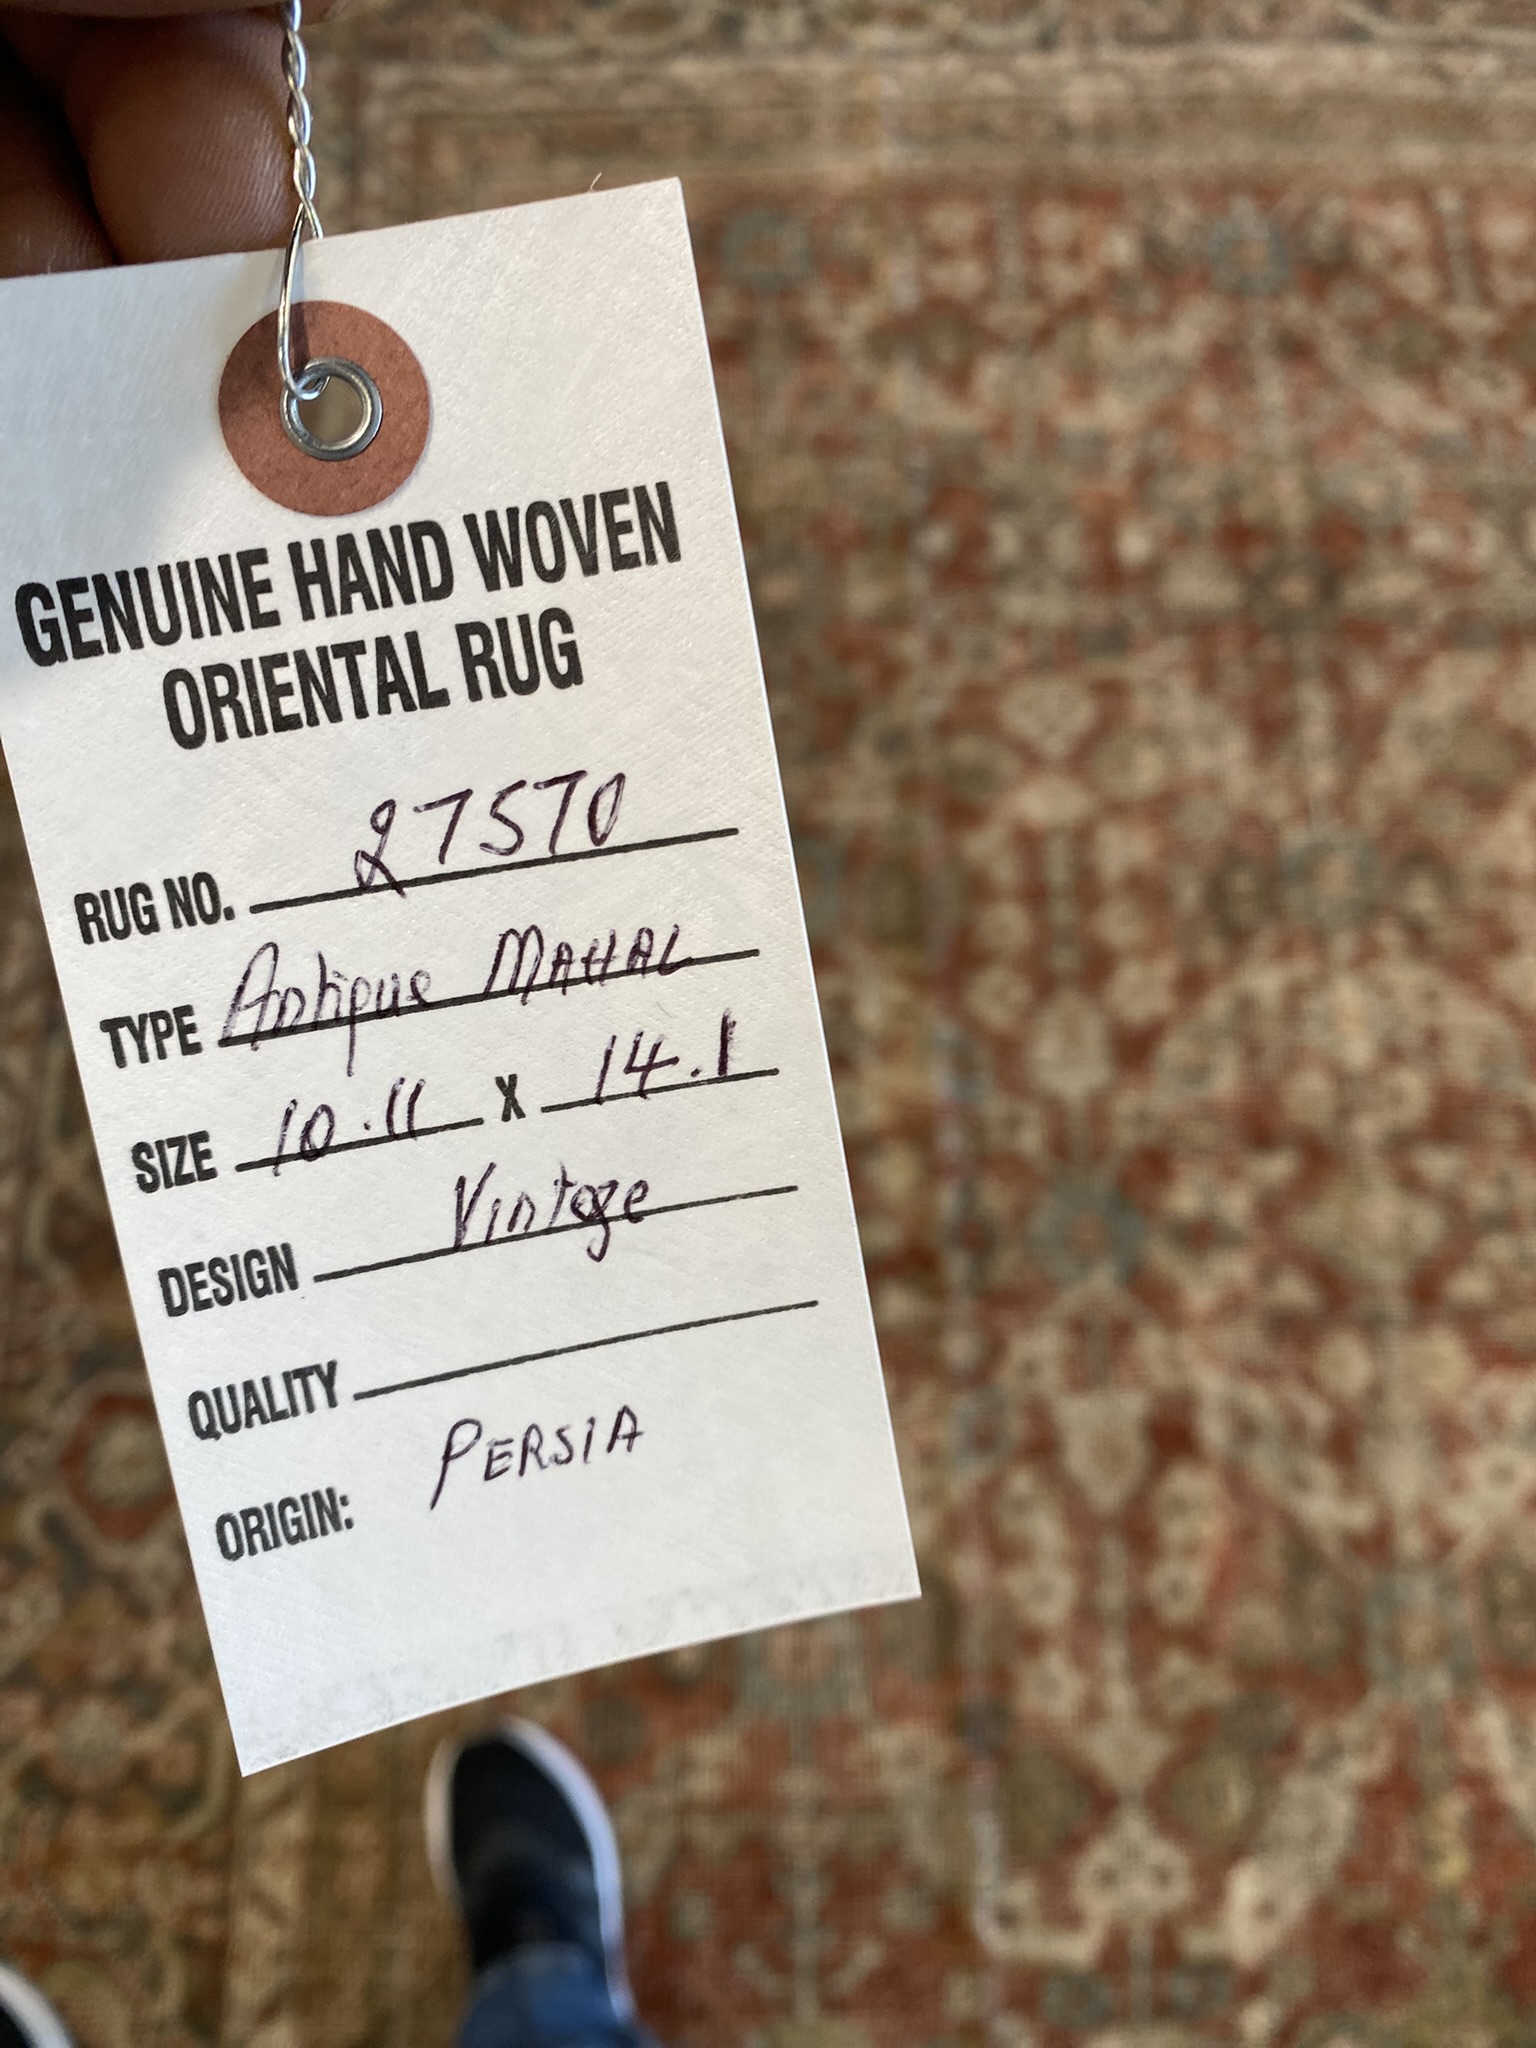 GENUINE HAND WOVEN
ORIENTAL RUG
RUG NO. 27570
TYPE Antique MAHAL
SIZE 10.11 X 14.1
DESIGN Vintage
QUALITY
ORIGIN: PERSIA